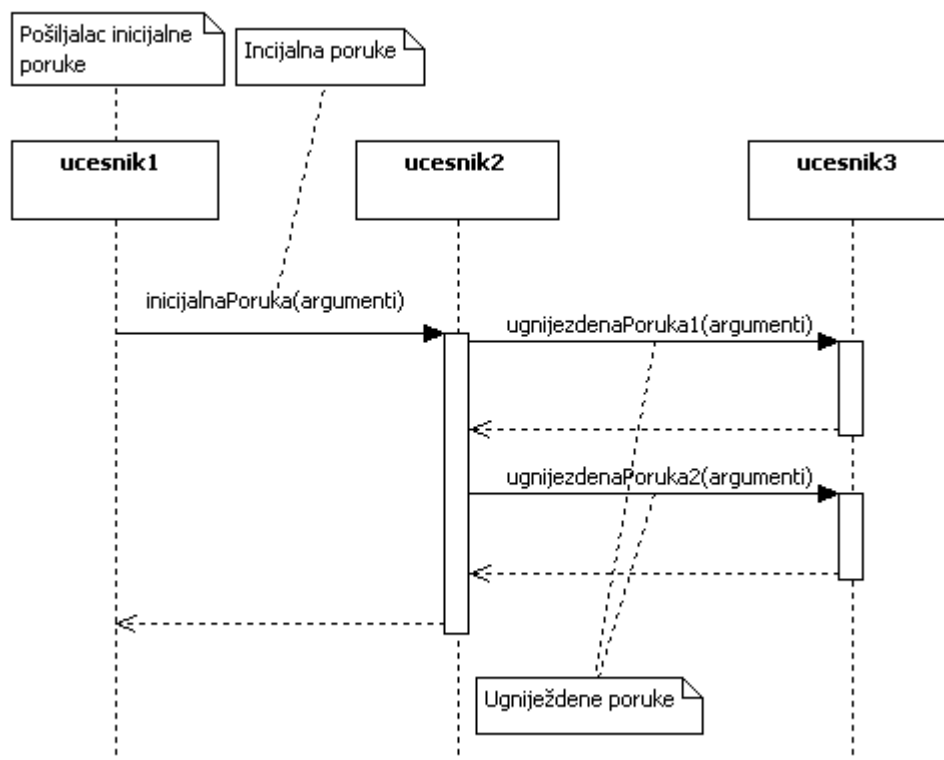 Pošiljalac inicijalne
poruke
Incijalna poruke
ucesnik1
ucesnik2
ucesnik3
inicijalnaPoruka(argumenti)
ugnijezdenaPoruka1(argumenti)
ugnijezdenaPoruka2(argumenti)
Ugniježdene poruke